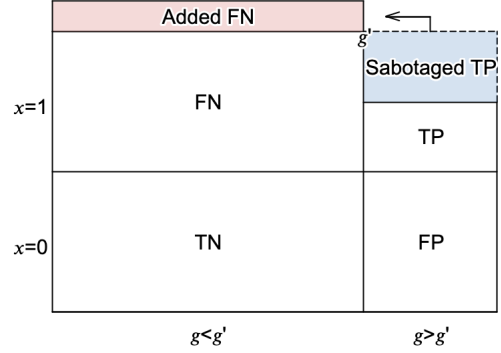 Added FN
g'
Sabotaged TP
FN
x=1
TP
TN
FP
x=0
g<g'
g>g'